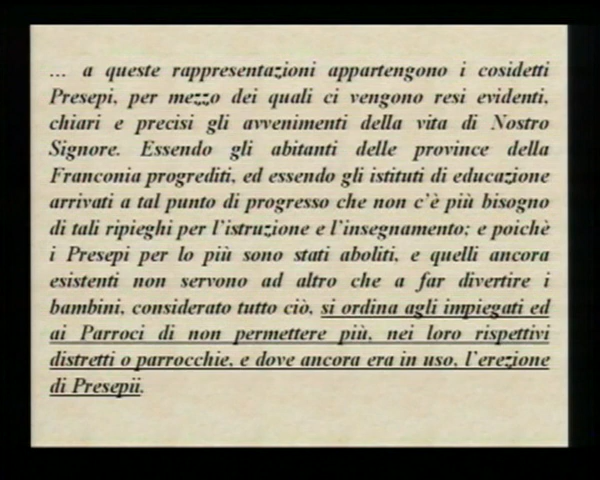 ... a queste rappresentazioni appartengono i cosidetti
Presepi, per mezzo dei quali ci vengono resi evidenti,
chiari e precisi gli avvenimenti della vita di Nostro
Signore. Essendo gli abitanti delle province della
Franconia progrediti, ed essendo gli istituti di educazione
arrivati a tal punto di progresso che non c'è più bisogno
di tali ripieghi per l'istruzione e l'insegnamento; e poichè
i Presepi per lo più sono stati aboliti, e quelli ancora
esistenti non servono ad altro che a far divertire i
bambini, considerato tutto ciò, si ordina agli impiegati ed
ai Parroci di non permettere più, nei loro rispettivi
distretti o parrocchie, e dove ancora era in uso, l'erezione
di Presepii.